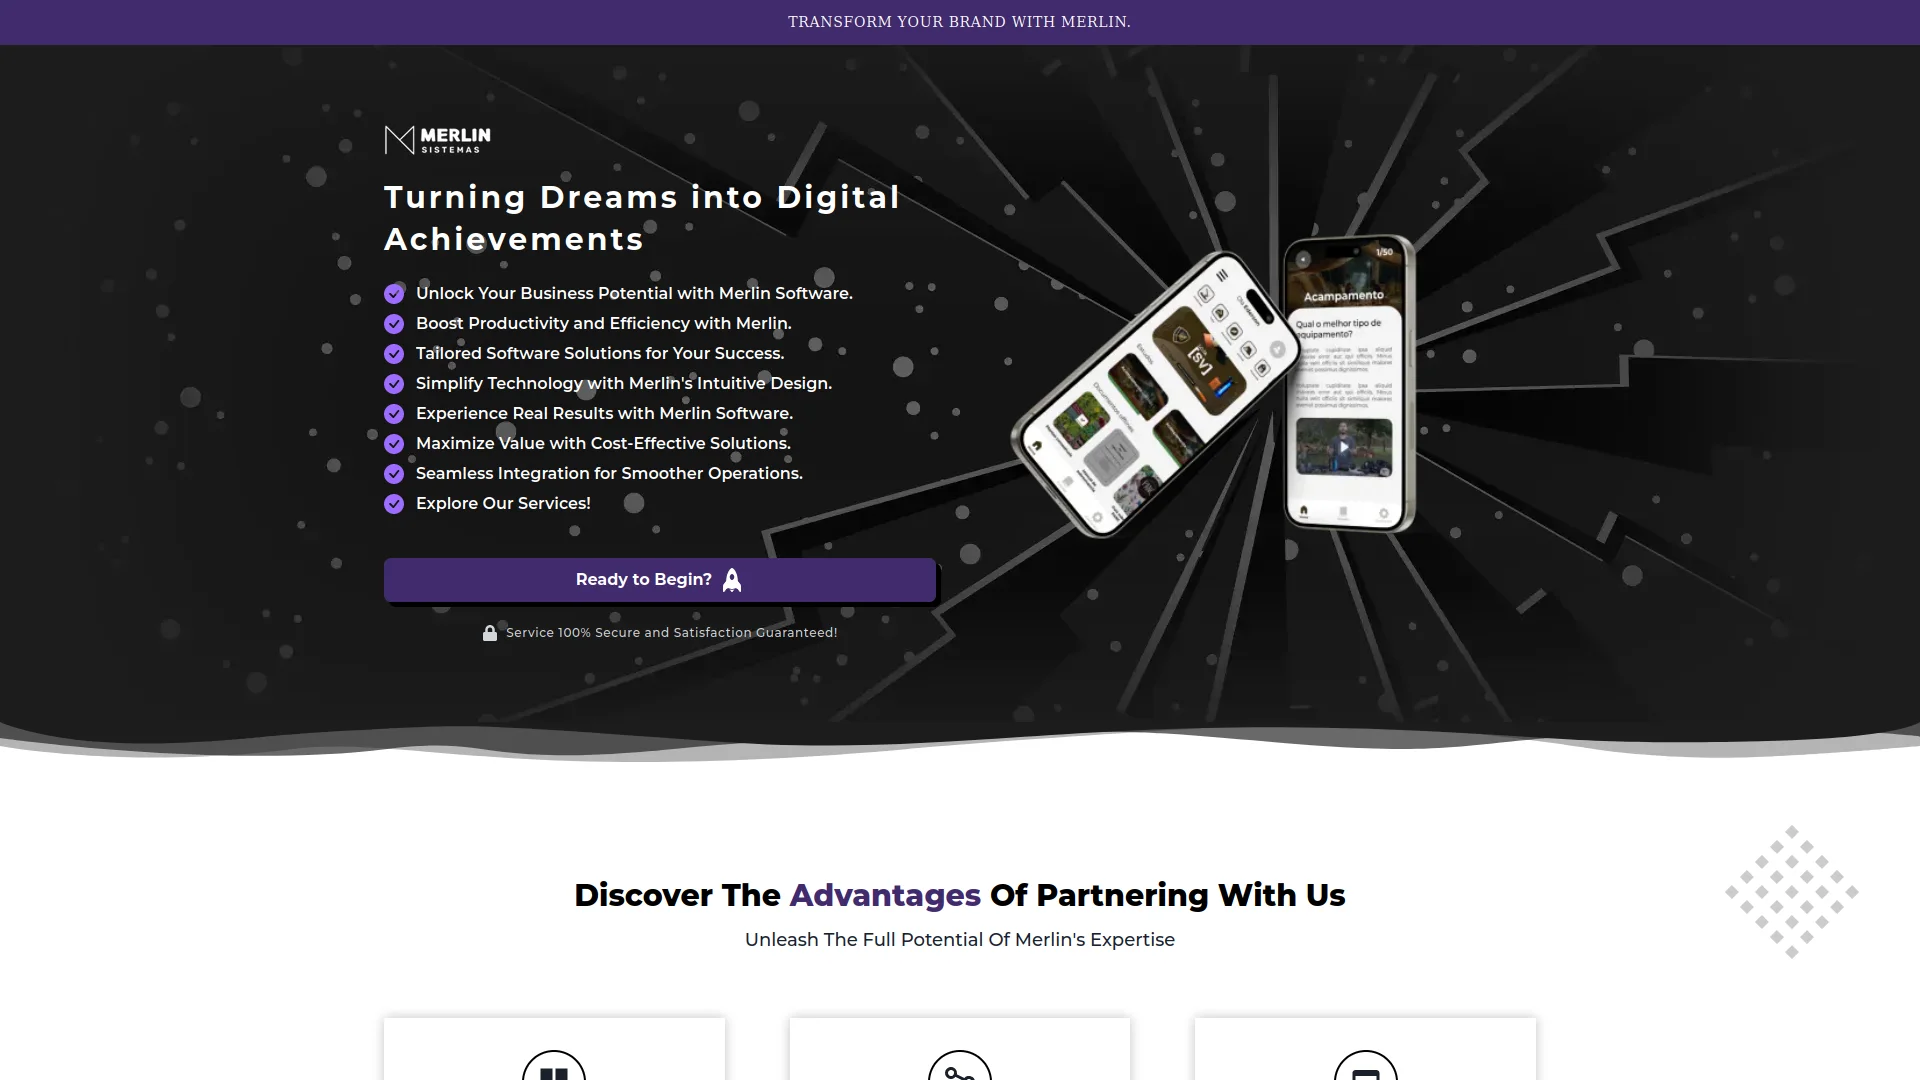 TRANSFORM YOUR BRAND WITH MERLIN.
MERLIN
SISTEMAS
Turning Dreams into Digital
Achievements
Unlock Your Business Potential with Merlin Software.
Boost Productivity and Efficiency with Merlin.
Tailored Software Solutions for Your Success.
Simplify Technology with Merlin's Intuitive Design.
Experience Real Results with Merlin Software.
Maximize Value with Cost-Effective Solutions.
Seamless Integration for Smoother Operations.
Explore Our Services!
Ready to Begin?
Service 100% Secure and Satisfaction Guaranteed!
1/50
Acampamento
Qual o melhor tipo de
equipamento?
Discover The Advantages Of Partnering With Us
Unleash The Full Potential Of Merlin's Expertise